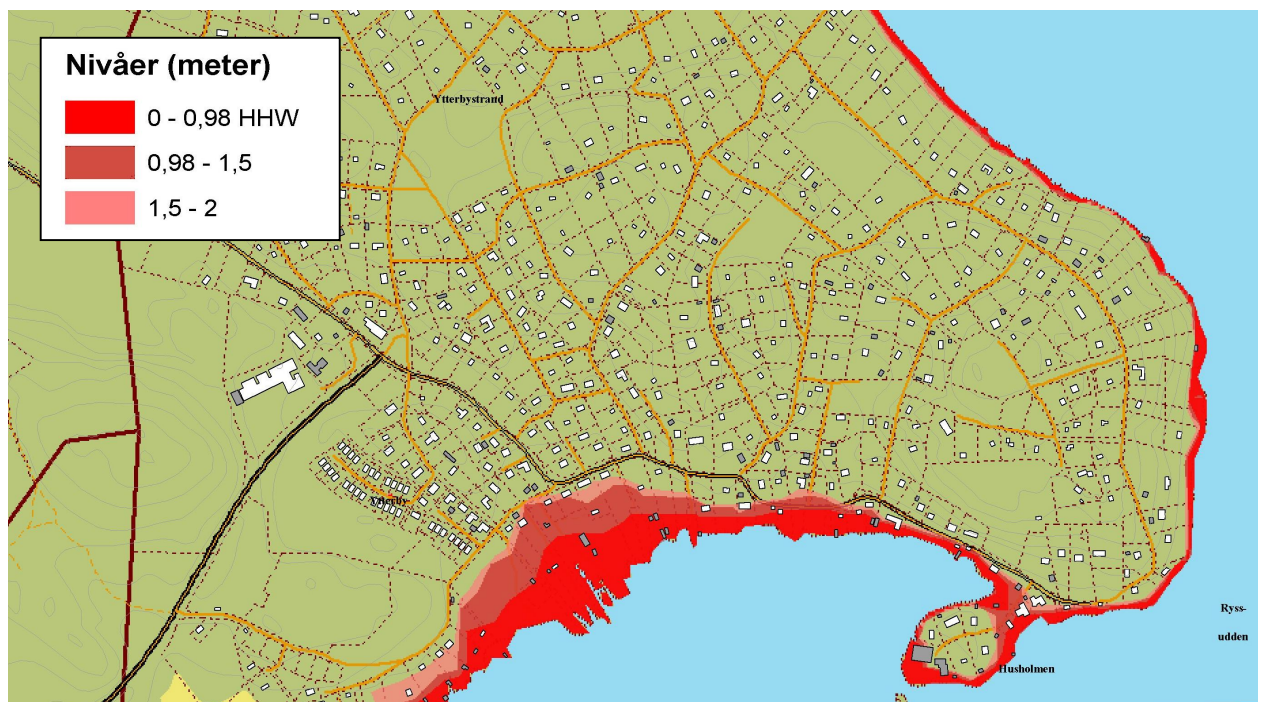 Nivåer (meter)
0 - 0,98 HHW
0,98 - 1,5
1,5 - 2
Ytterbystrand
Ytterby
Ryss-
udden
Husholmen